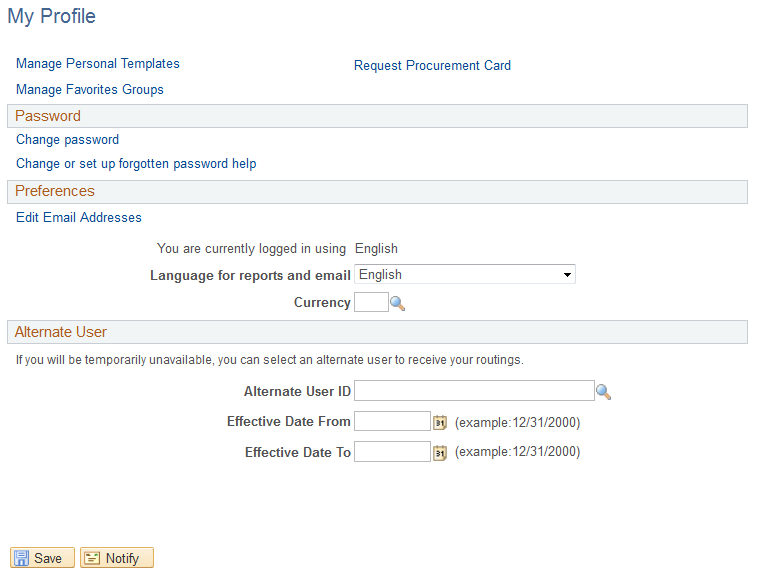 My Profile
Manage Personal Templates
Request Procurement Card
Manage Favorites Groups
Password
Change password
Change or set up forgotten password help
Preferences
Edit Email Addresses
You are currently logged in using English
Language for reports and email English
Currency
Alternate User
If you will be temporarily unavailable, you can select an alternate user to receive your routings.
Alternate User ID
Effective Date From 31 (example:12/31/2000)
Effective Date To 31 (example:12/31/2000)
Save Notify